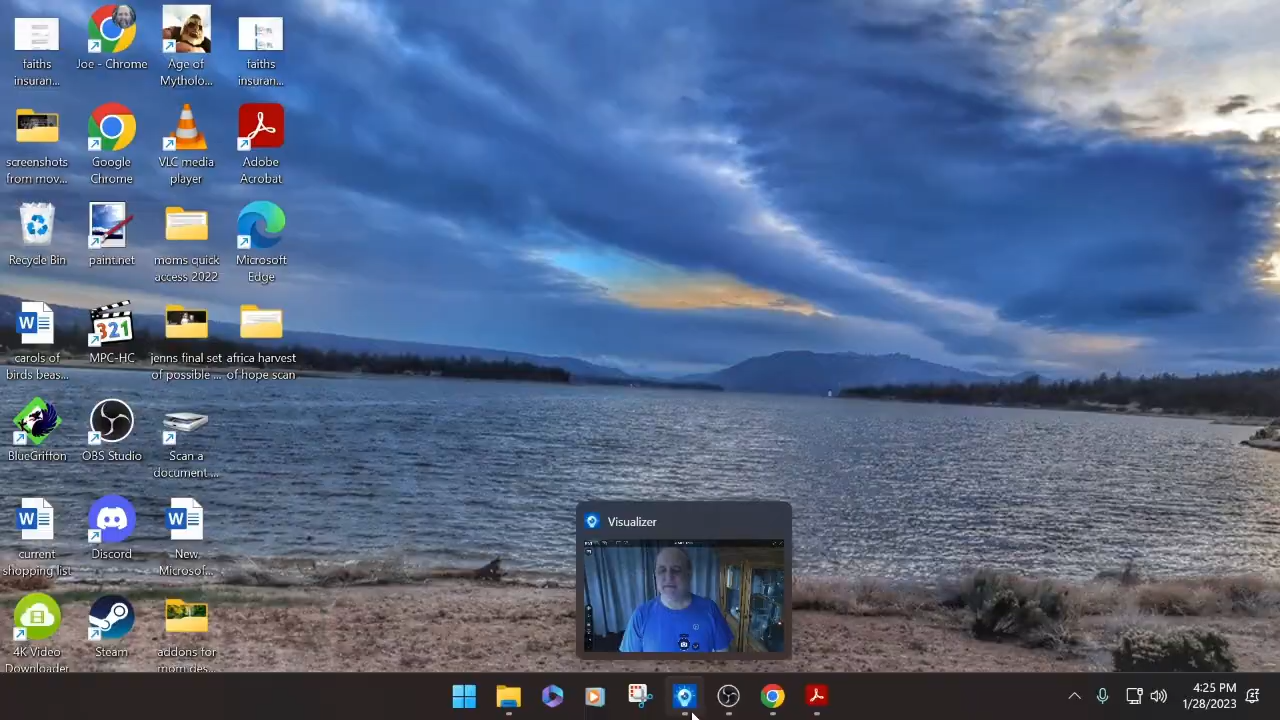 faiths
insuran...
Joe - Chrome
Age of
Mytholo...
faiths
insuran...
screenshots
from mov...
Google
Chrome
VLC media
player
Adobe
Acrobat
Recycle Bin
paint.net
moms quick
access 2022
Microsoft
Edge
carols of
birds beas...
MPC-HC
321
jenns final set
of possible ...
africa harvest
of hope scan
BlueGriffon
OBS Studio
Scan a
document ...
current
shopping list
Discord
New
Microsof...
4K Video
Downloader
Steam
addons for
mom des...
Visualizer
4:25 PM
1/28/2023